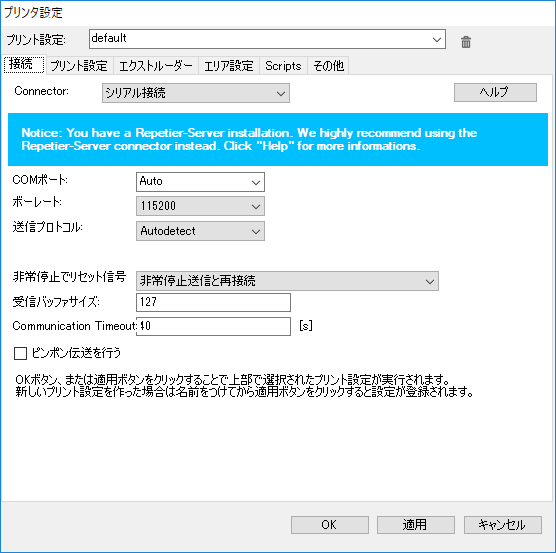 プリンタ設定
プリント設定: default
接続 プリント設定 エクストルーダー エリア設定 Scripts その他
Connector: シリアル接続 ヘルプ
Notice: You have a Repetier-Server installation. We highly recommend using the
Repetier-Server connector instead. Click "Help" for more informations.
COMポート: Auto
ボーレート: 115200
送信プロトコル: Autodetect
非常停止でリセット信号 非常停止送信と再接続
受信バッファサイズ: 127
Communication Timeout: 40 [s]
ピンポン伝送を行う
OKボタン、または適用ボタンをクリックすることで上部で選択されたプリント設定が実行されます。
新しいプリント設定を作った場合は名前をつけてから適用ボタンをクリックすると設定が登録されます。
OK 適用 キャンセル